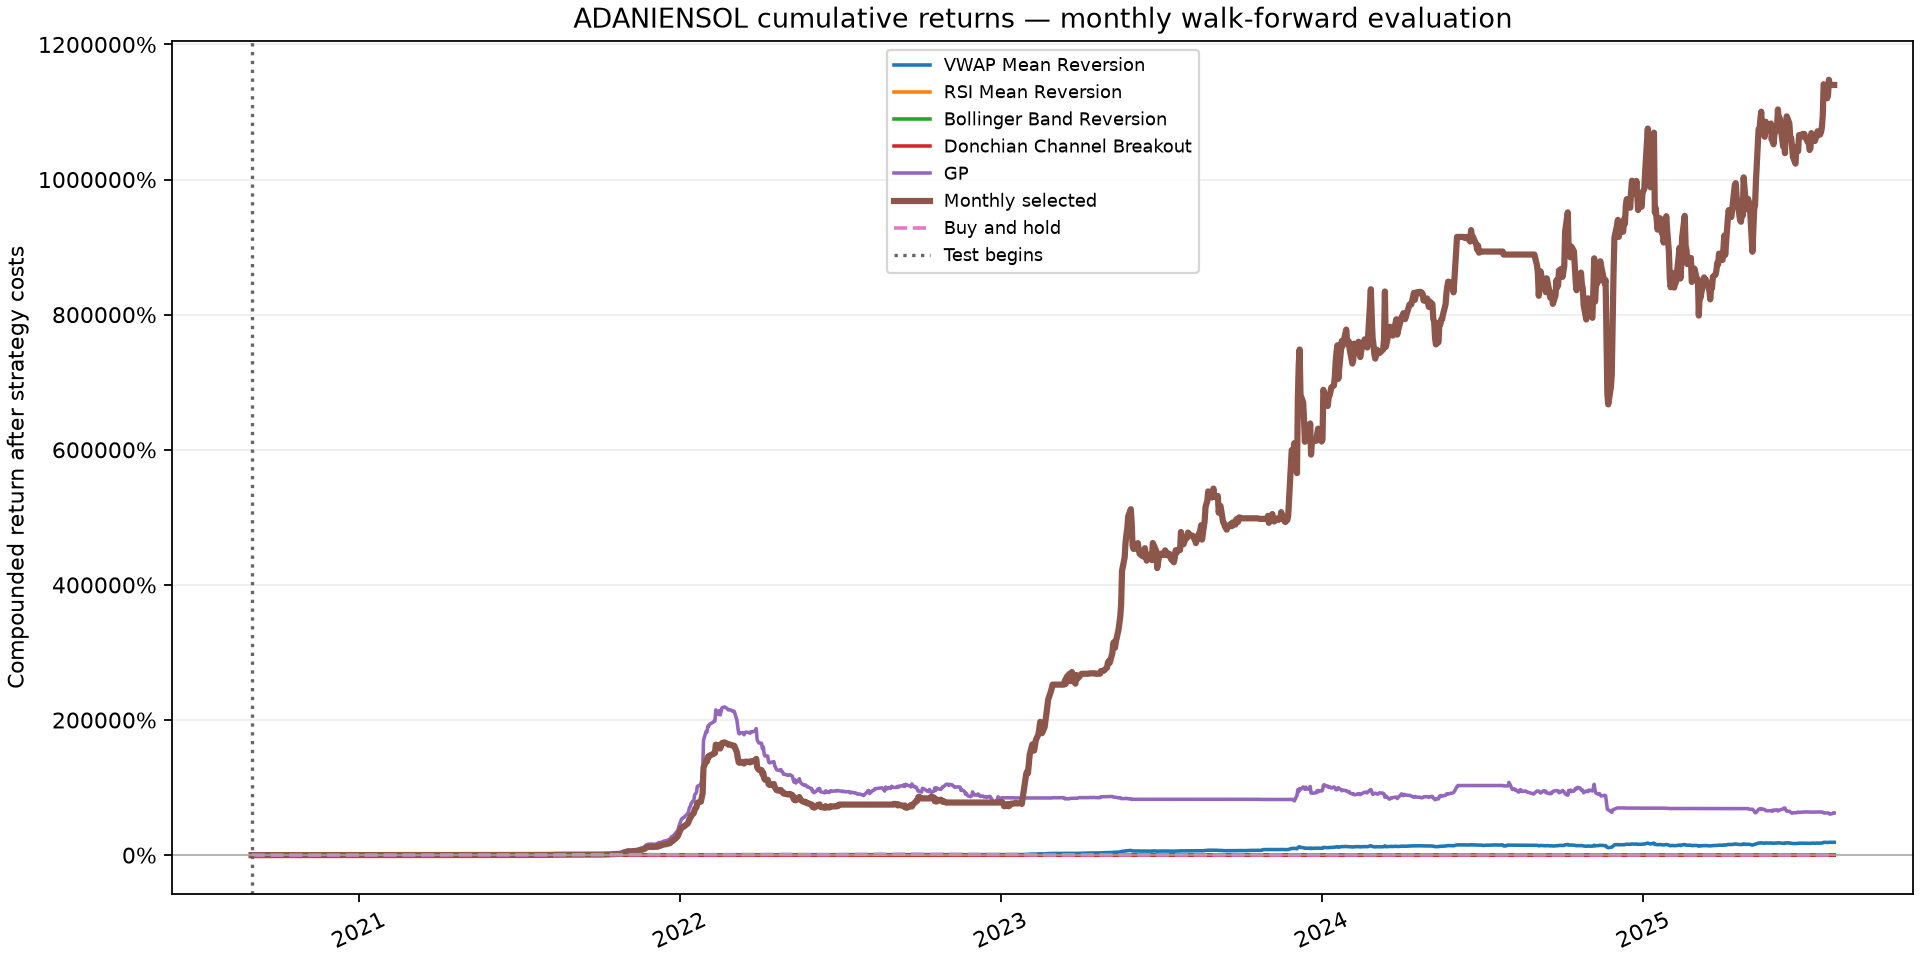 ADANIENSOL cumulative returns — monthly walk-forward evaluation
Compounded return after strategy costs
1200000%
1000000%
800000%
600000%
400000%
200000%
0%
VWAP Mean Reversion
RSI Mean Reversion
Bollinger Band Reversion
Donchian Channel Breakout
GP
Monthly selected
Buy and hold
Test begins
2021
2022
2023
2024
2025